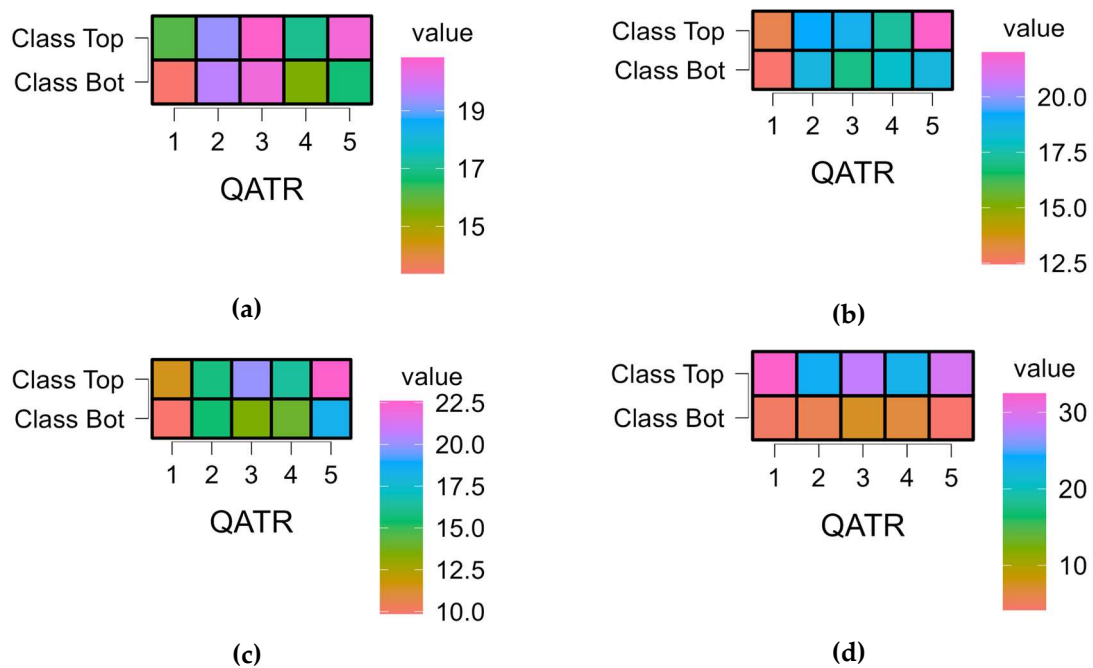 Class Top
Class Bot
1 2 3 4 5
QATR
value
19
17
15
(a)
Class Top
Class Bot
1 2 3 4 5
QATR
value
20.0
17.5
15.0
12.5
(b)
Class Top
Class Bot
1 2 3 4 5
QATR
value
22.5
20.0
17.5
15.0
12.5
10.0
(c)
Class Top
Class Bot
1 2 3 4 5
QATR
value
30
20
10
(d)